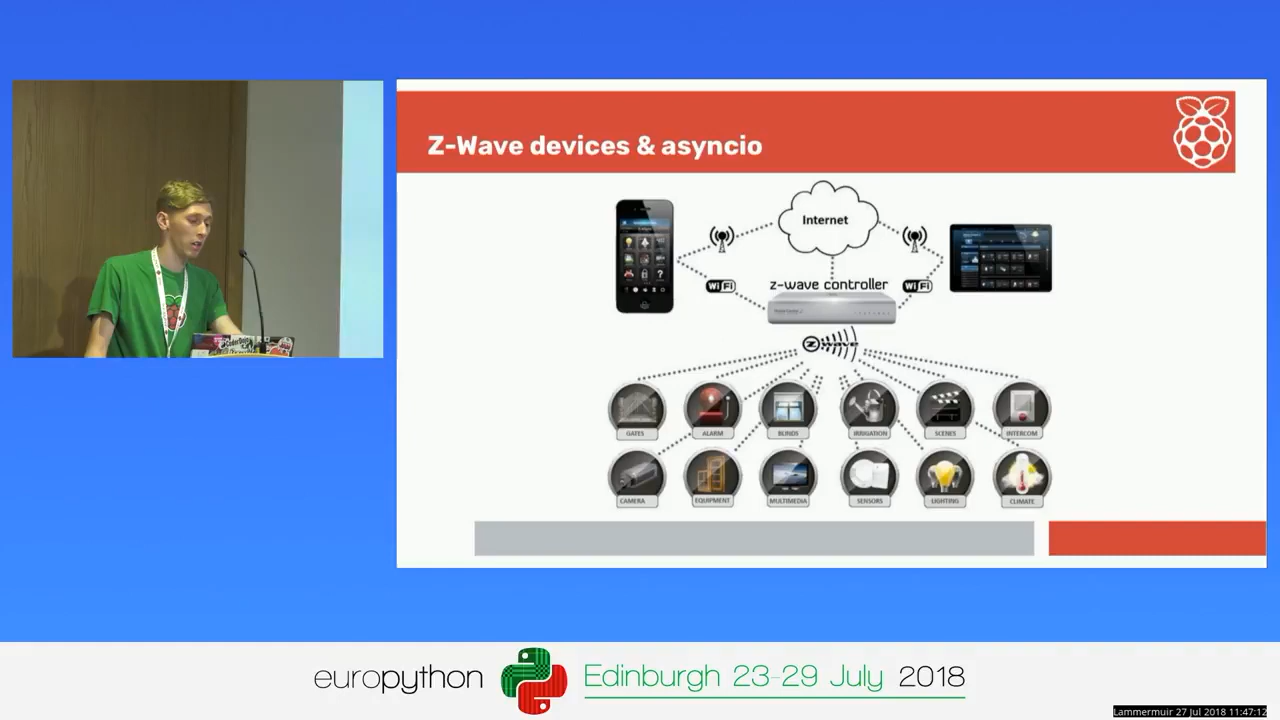 Z-Wave devices & asyncio
Internet
WiFi
z-wave controller
WiFi
Z wave
GATES
ALARM
BLINDS
IRRIGATION
SCENES
INTERCOM
CAMERA
EQUIPMENT
MULTIMEDIA
SENSORS
LIGHTING
CLIMATE
europython
Edinburgh 23-29 July 2018
Lammermuir 27 Jul 2018 11:47:12